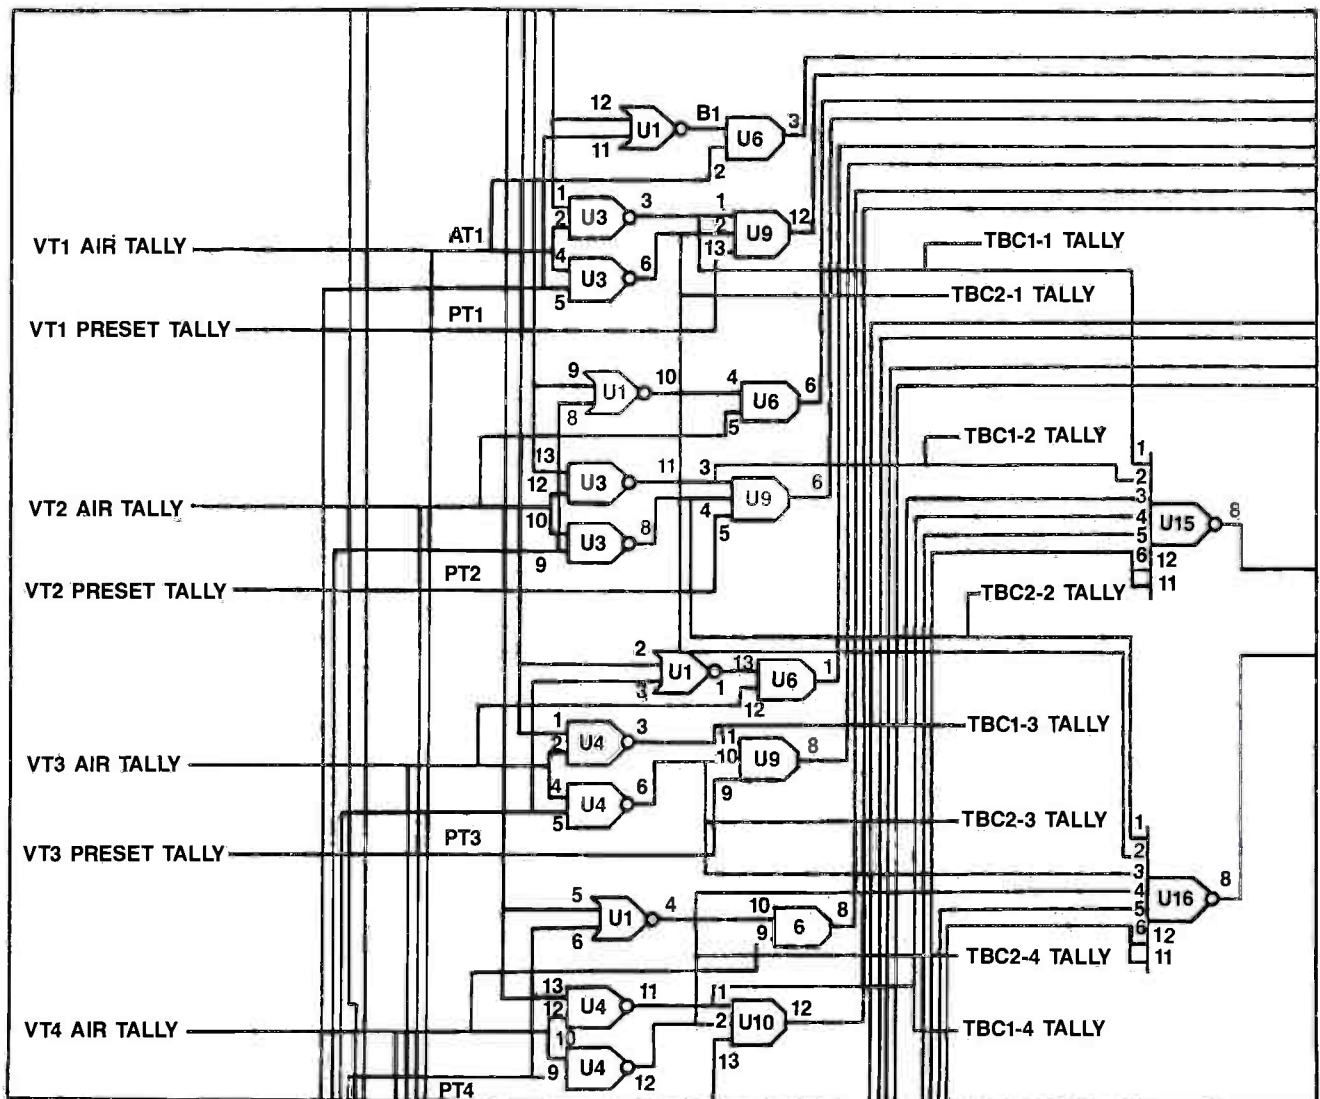 12
B1
3
U1
U6
11
2
1
3
1
12
2
U3
2
U9
VT1 AIR TALLY
AT1
TBC1-1 TALLY
4
6
13
U3
5
TBC2-1 TALLY
VT1 PRESET TALLY
PT1
9
10
4
6
U1
U6
8
5
TBC1-2 TALLY
1
13
11
3
2
12
U3
6
3
VT2 AIR TALLY
U9
8
10
8
4
4
U15
U3
5
5
9
6
12
PT2
11
VT2 PRESET TALLY
TBC2-2 TALLY
2
13
1
U1
U6
3
1
12
1
3
11
TBC1-3 TALLY
2
U4
10
U9
8
VT3 AIR TALLY
4
6
9
U4
5
TBC2-3 TALLY
1
PT3
2
VT3 PRESET TALLY
3
5
4
10
8
4
8
U1
6
U16
6
9
5
6
12
TBC2-4 TALLY
11
13
11
1
12
U4
12
2
U10
VT4 AIR TALLY
TBC1-4 TALLY
10
13
9
U4
12
PT4